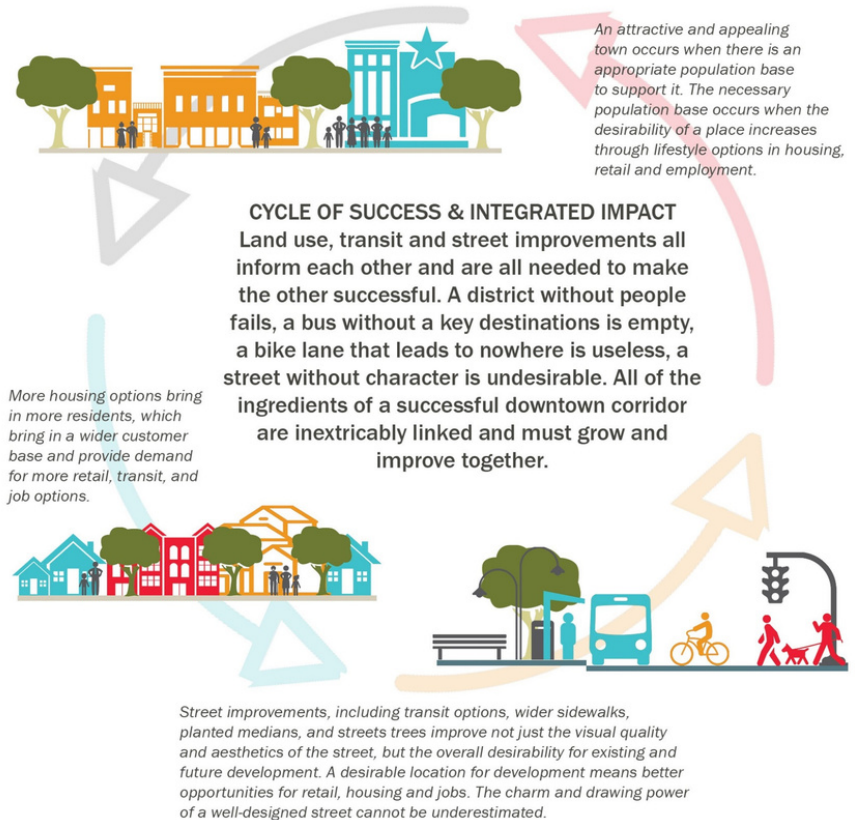 An attractive and appealing
town occurs when there is an
appropriate population base
to support it. The necessary
population base occurs when the
desirability of a place increases
through lifestyle options in housing,
retail and employment.
CYCLE OF SUCCESS & INTEGRATED IMPACT
Land use, transit and street improvements all
inform each other and are all needed to make
the other successful. A district without people
fails, a bus without a key destinations is empty,
a bike lane that leads to nowhere is useless, a
street without character is undesirable. All of the
ingredients of a successful downtown corridor
are inextricably linked and must grow and
improve together.
More housing options bring
in more residents, which
bring in a wider customer
base and provide demand
for more retail, transit, and
job options.
Street improvements, including transit options, wider sidewalks,
planted medians, and streets trees improve not just the visual quality
and aesthetics of the street, but the overall desirability for existing and
future development. A desirable location for development means better
opportunities for retail, housing and jobs. The charm and drawing power
of a well-designed street cannot be underestimated.